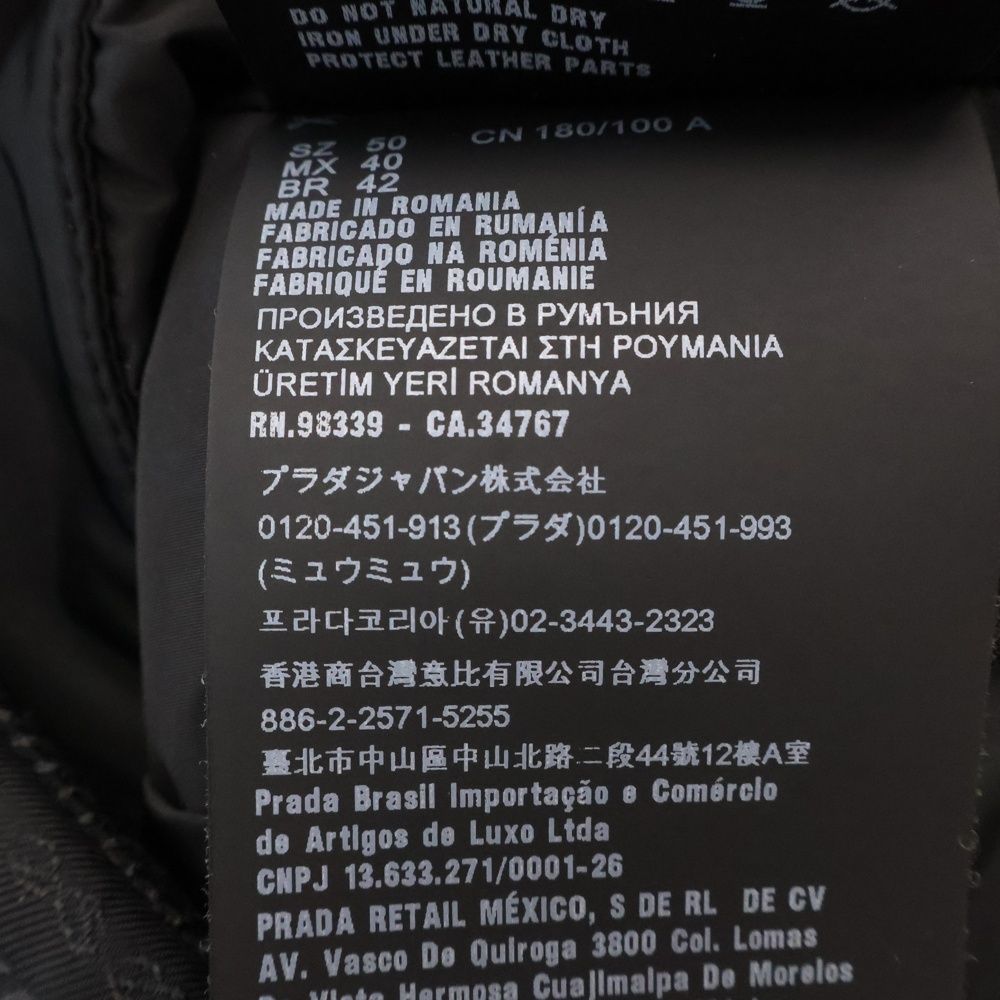 DO NOT NATURAL DRY
IRON UNDER DRY CLOTH
PROTECT LEATHER PARTS
SZ 50 CN 180/100 A
MX 40
BR 42
MADE IN ROMANIA
FABRICADO EN RUMANÍA
FABRICADO NA ROMÉNIA
FABRIQUÉ EN ROUMANIE
ПРОИЗВЕДЕНО В РУМЪНИЯ
ΚΑΤΑΣΚΕΥΑΖΕΤΑΙ ΣΤΗ ΡΟΥΜΑΝΙΑ
ÜRETİM YERİ ROMANYA
RN.98339 - CA.34767
プラダジャパン株式会社
0120-451-913(プラダ)0120-451-993
(ミュウミュウ)
프라다코리아(유)02-3443-2323
香港商台灣意比有限公司台灣分公司
886-2-2571-5255
臺北市中山區中山北路二段44號12樓A室
Prada Brasil Importação e Comércio
de Artigos de Luxo Ltda
CNPJ 13.633.271/0001-26
PRADA RETAIL MÉXICO, S DE RL DE CV
AV. Vasco De Quiroga 3800 Col. Lomas
Hermosa Cuajimalpa De Morelos